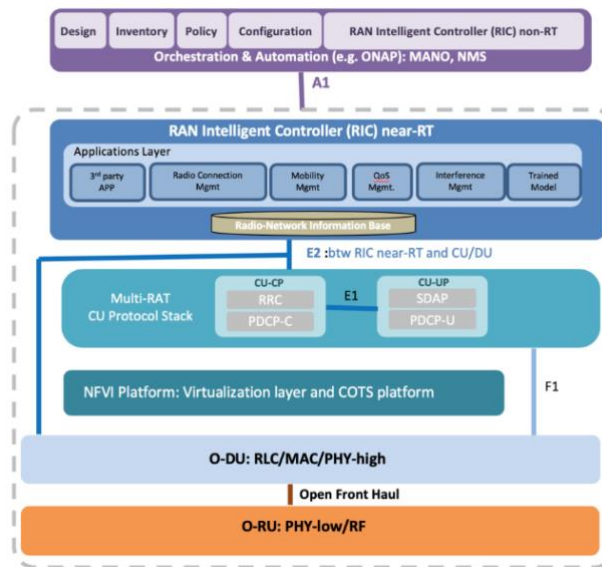 Design
Inventory
Policy
Configuration
RAN Intelligent Controller (RIC) non-RT
Orchestration & Automation (e.g. ONAP): MANO, NMS
A1
RAN Intelligent Controller (RIC) near-RT
Applications Layer
3rd party
APP
Radio Connection
Mgmt
Mobility
Mgmt
QoS
Mgmt.
Interference
Mgmt
Trained
Model
Radio-Network Information Base
E2 :btw RIC near-RT and CU/DU
Multi-RAT
CU Protocol Stack
CU-CP
RRC
PDCP-C
E1
CU-UP
SDAP
PDCP-U
NFVI Platform: Virtualization layer and COTS platform
F1
O-DU: RLC/MAC/PHY-high
Open Front Haul
O-RU: PHY-low/RF